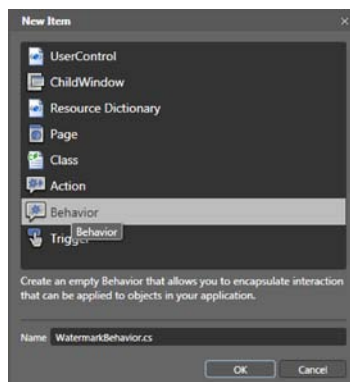 New Item
UserControl
ChildWindow
Resource Dictionary
Page
Class
Action
Behavior
Behavior
Trigger
Create an empty Behavior that allows you to encapsulate interaction
that can be applied to objects in your application.
Name WatermarkBehavior.cs
OK Cancel